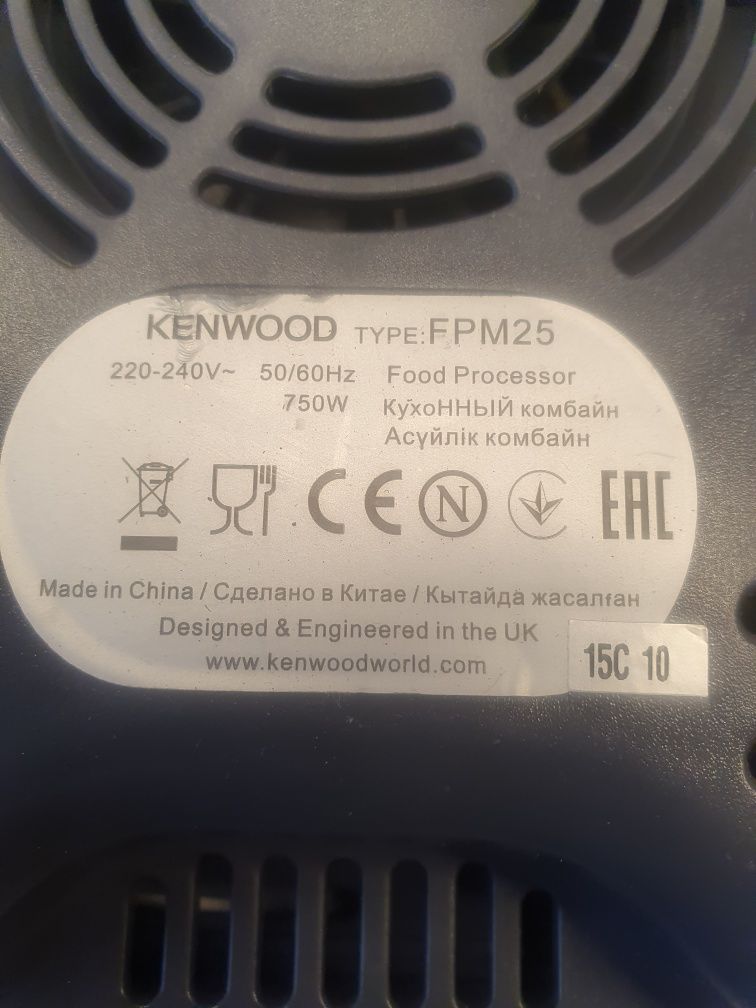 KENWOOD TYPE:FPM25
220-240V~ 50/60Hz Food Processor
750W КухоННЫЙ комбайн
Асүйлік комбайн
CE N EAC
Made in China / Сделано в Китае / Кытайда жасалған
Designed & Engineered in the UK
www.kenwoodworld.com
15C 10